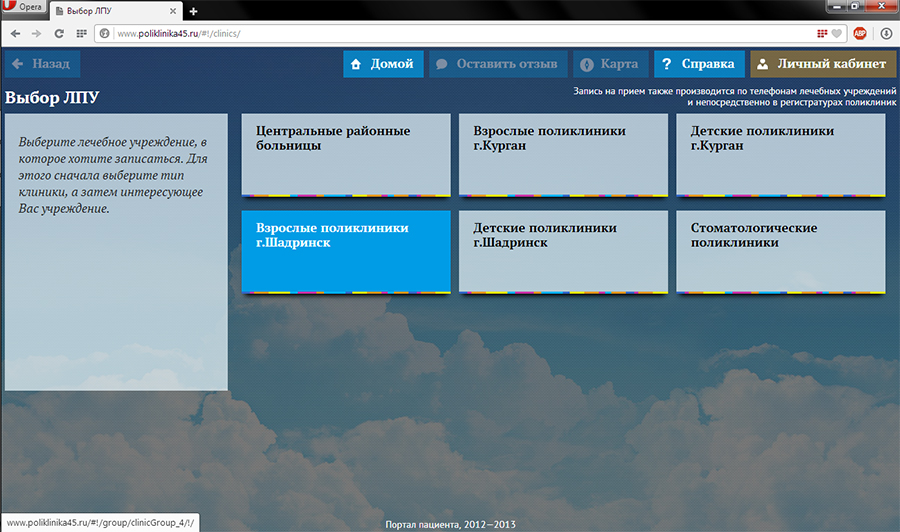 Opera
Выбор ЛПУ
www.poliklinika45.ru/#!/clinics/
ABP
Назад
Домой
Оставить отзыв
Карта
Справка
Личный кабинет
Выбор ЛПУ
Запись на прием также производится по телефонам лечебных учреждений
и непосредственно в регистратурах поликлиник
Выберите лечебное учреждение, в
которое хотите записаться. Для
этого сначала выберите тип
клиники, а затем интересующее
Вас учреждение.
Центральные районные
больницы
Взрослые поликлиники
г.Курган
Детские поликлиники
г.Курган
Взрослые поликлиники
г.Шадринск
Детские поликлиники
г.Шадринск
Стоматологические
поликлиники
www.poliklinika45.ru/#!/group/clinicGroup_4/!/
Портал пациента, 2012—2013